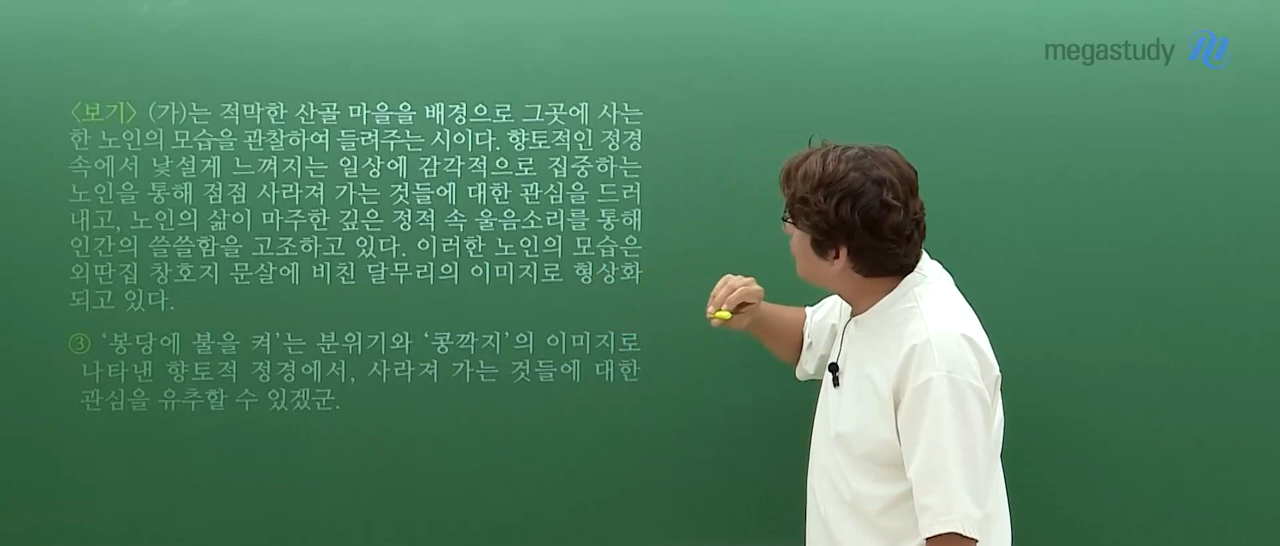 megastudy
〈보기〉 (가)는 적막한 산골 마을을 배경으로 그곳에 사는
한 노인의 모습을 관찰하여 들려주는 시이다. 향토적인 정경
속에서 낯설게 느껴지는 일상에 감각적으로 집중하는
노인을 통해 점점 사라져 가는 것들에 대한 관심을 드러
내고, 노인의 삶이 마주한 깊은 정적 속 울음소리를 통해
인간의 쓸쓸함을 고조하고 있다. 이러한 노인의 모습은
외딴집 창호지 문살에 비친 달무리의 이미지로 형상화
되고 있다.
③ ‘봉당에 불을 켜’는 분위기와 ‘콩깍지’의 이미지로
나타낸 향토적 정경에서, 사라져 가는 것들에 대한
관심을 유추할 수 있겠군.